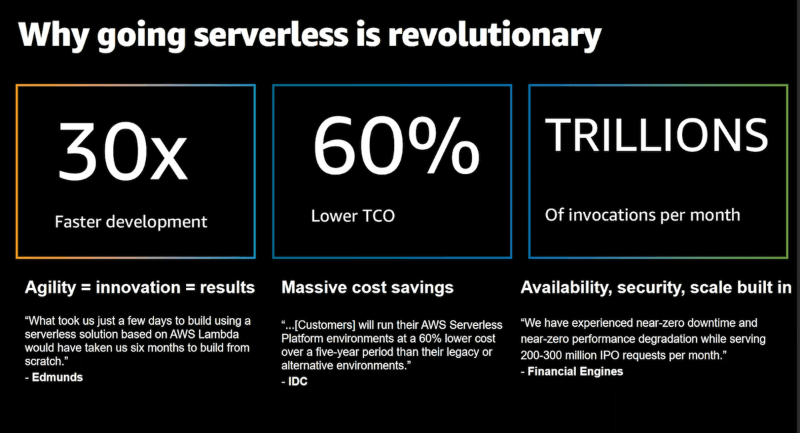 Why going serverless is revolutionary
30x
Faster development
60%
Lower TCO
TRILLIONS
Of invocations per month
Agility = innovation = results
“What took us just a few days to build using a
serverless solution based on AWS Lambda
would have taken us six months to build from
scratch.”
- Edmunds
Massive cost savings
“...[Customers] will run their AWS Serverless
Platform environments at a 60% lower cost
over a five-year period than their legacy or
alternative environments.”
- IDC
Availability, security, scale built in
“We have experienced near-zero downtime and
near-zero performance degradation while serving
200-300 million IPO requests per month.”
- Financial Engines